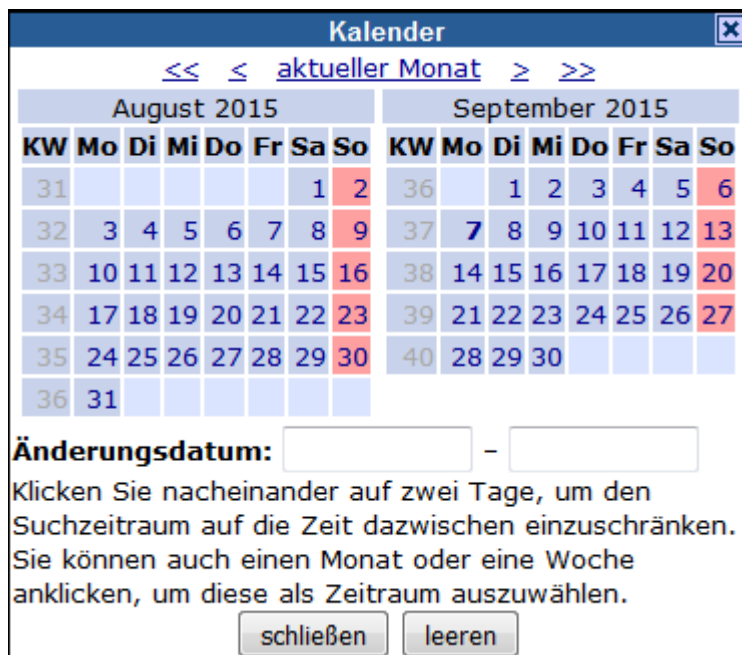 Kalender
<< < aktueller Monat > >>
August 2015
KW Mo Di Mi Do Fr Sa So
31 1 2
32 3 4 5 6 7 8 9
33 10 11 12 13 14 15 16
34 17 18 19 20 21 22 23
35 24 25 26 27 28 29 30
36 31
September 2015
KW Mo Di Mi Do Fr Sa So
36 1 2 3 4 5 6
37 7 8 9 10 11 12 13
38 14 15 16 17 18 19 20
39 21 22 23 24 25 26 27
40 28 29 30
Änderungsdatum: –
Klicken Sie nacheinander auf zwei Tage, um den
Suchzeitraum auf die Zeit dazwischen einzuschränken.
Sie können auch einen Monat oder eine Woche
anklicken, um diese als Zeitraum auszuwählen.
schließen leeren